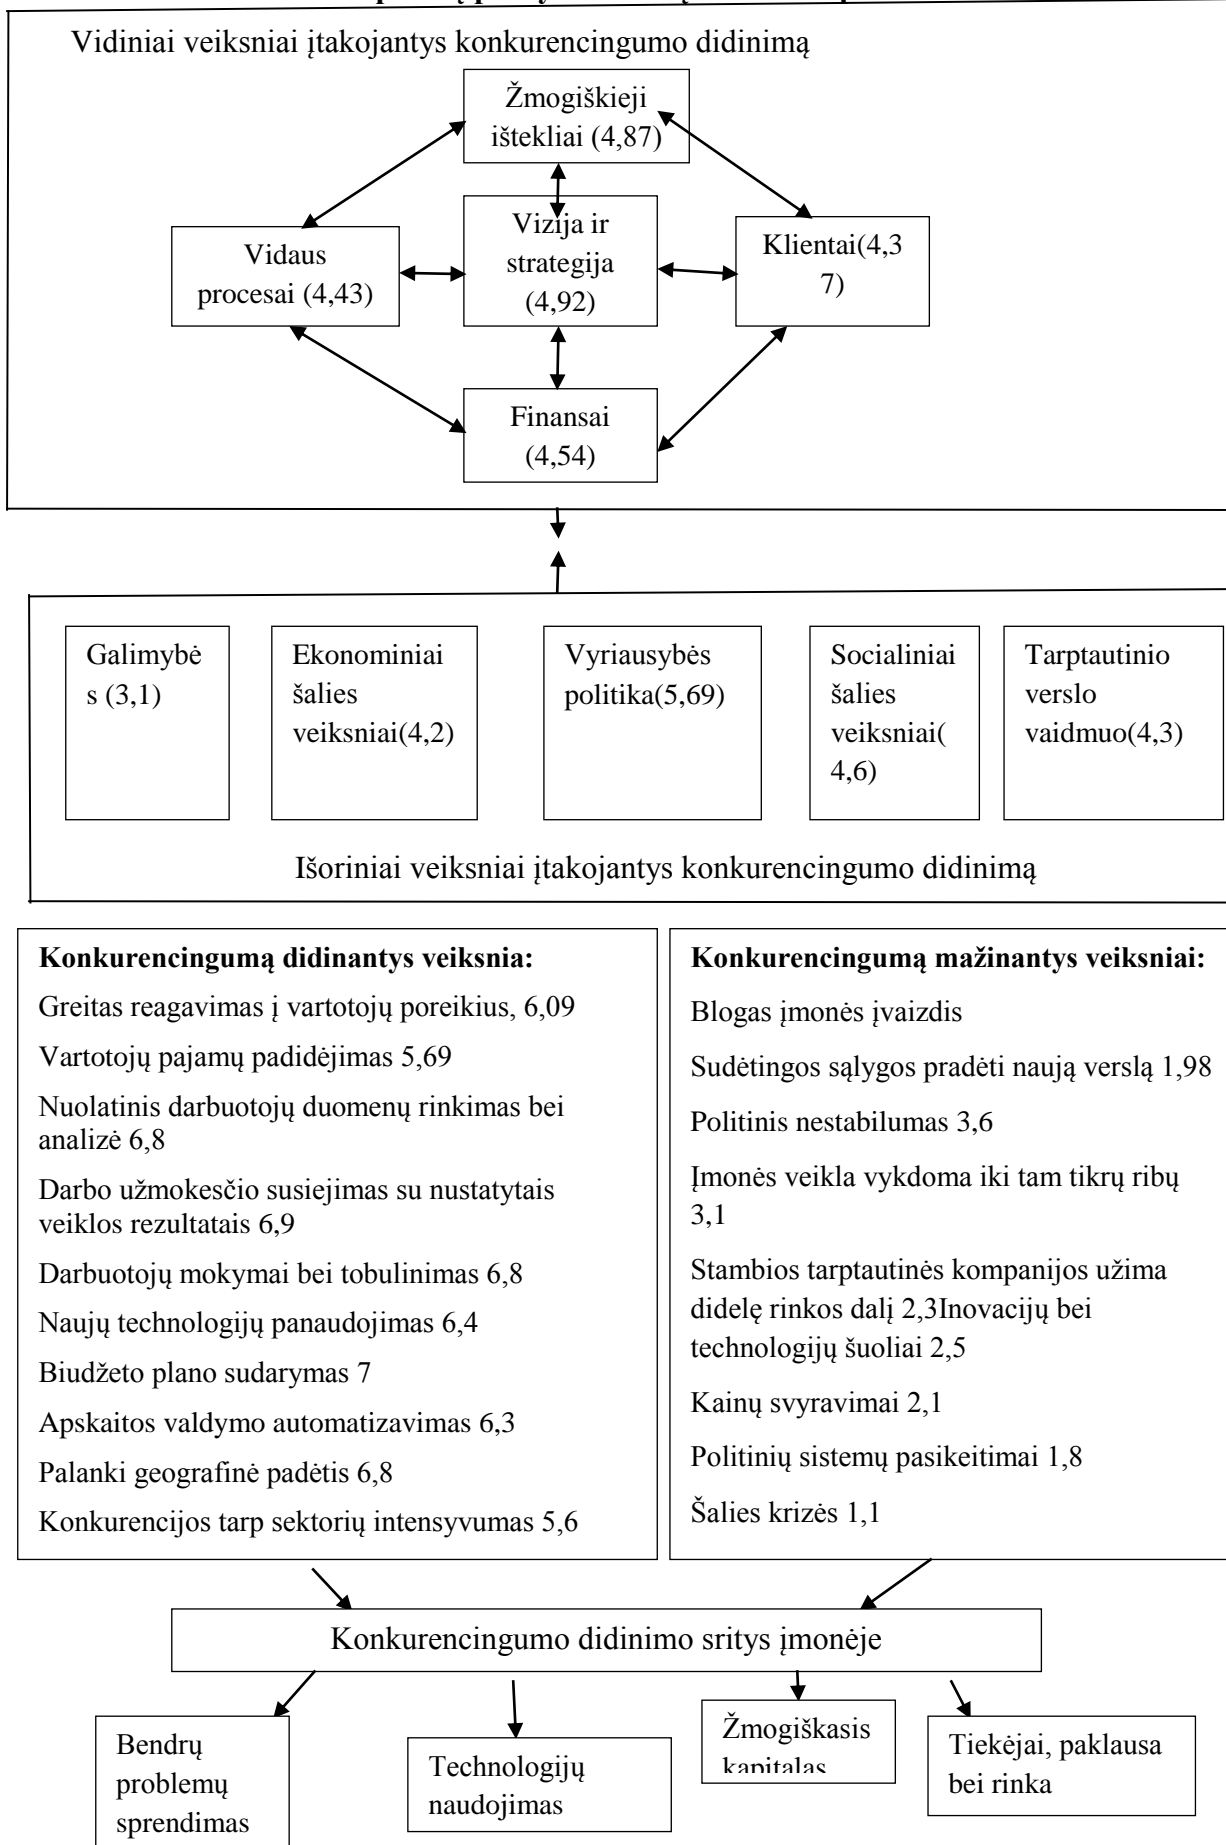 Vidiniai veiksniai įtakojantys konkurencingumo didinimą
Žmogiškieji
ištekliai (4,87)
Vidaus
procesai (4,43)
Vizija ir
strategija
(4,92)
Klientai(4,3
7)
Finansai
(4,54)
Galimybė
s (3,1)
Ekonominiai
šalies
veiksniai(4,2)
Vyriausybės
politika(5,69)
Socialiniai
šalies
veiksniai(
4,6)
Tarptautinio
verslo
vaidmuo(4,3)
Išoriniai veiksniai įtakojantys konkurencingumo didinimą
Konkurencingumą didinantys veiksnia:
Greitas reagavimas į vartotojų poreikius, 6,09
Vartotojų pajamų padidėjimas 5,69
Nuolatinis darbuotojų duomenų rinkimas bei
analizė 6,8
Darbo užmokesčio susiejimas su nustatytais
veiklos rezultatais 6,9
Darbuotojų mokymai bei tobulinimas 6,8
Naujų technologijų panaudojimas 6,4
Biudžeto plano sudarymas 7
Apskaitos valdymo automatizavimas 6,3
Palanki geografinė padėtis 6,8
Konkurencijos tarp sektorių intensyvumas 5,6
Konkurencingumą mažinantys veiksniai:
Blogas įmonės įvaizdis
Sudėtingos sąlygos pradėti naują verslą 1,98
Politinis nestabilumas 3,6
Įmonės veikla vykdoma iki tam tikrų ribų
3,1
Stambios tarptautinės kompanijos užima
didelę rinkos dalį 2,3Inovacijų bei
technologijų šuoliai 2,5
Kainų svyravimai 2,1
Politinių sistemų pasikeitimai 1,8
Šalies krizės 1,1
Konkurencingumo didinimo sritys įmonėje
Bendrų
problemų
sprendimas
Technologijų
naudojimas
Žmogiškasis
kapitalas
Tiekėjai, paklausa
bei rinka